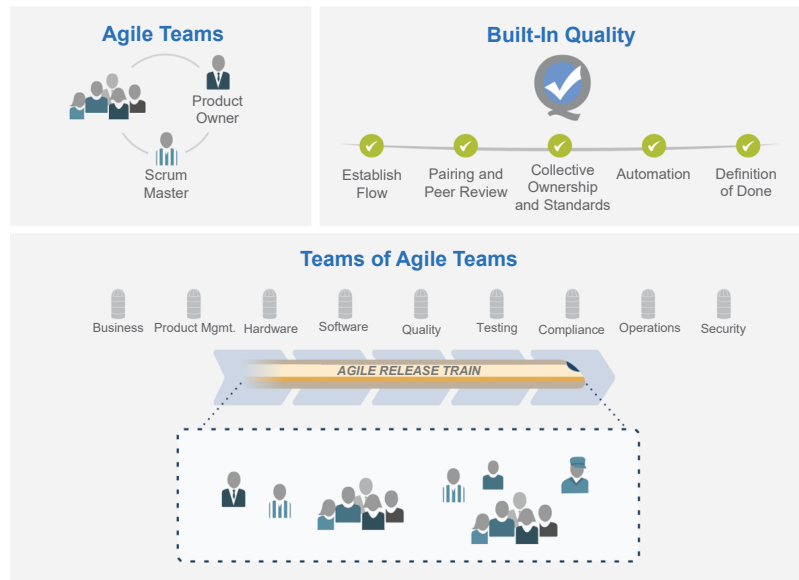 Agile Teams
Product
Owner
Scrum
Master
Built-In Quality
Establish
Flow
Pairing and
Peer Review
Collective
Ownership
and Standards
Automation
Definition
of Done
Teams of Agile Teams
Business
Product Mgmt.
Hardware
Software
Quality
Testing
Compliance
Operations
Security
AGILE RELEASE TRAIN